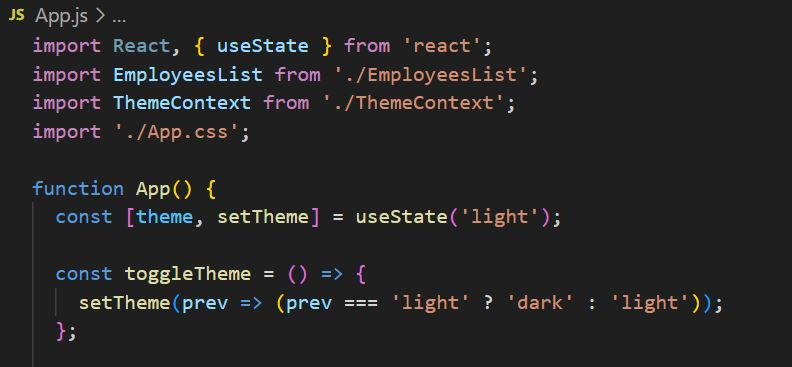 JS App.js > ...
import React, { useState } from 'react';
import EmployeesList from './EmployeesList';
import ThemeContext from './ThemeContext';
import './App.css';

function App() {
  const [theme, setTheme] = useState('light');

  const toggleTheme = () => {
    setTheme(prev => (prev === 'light' ? 'dark' : 'light'));
  };